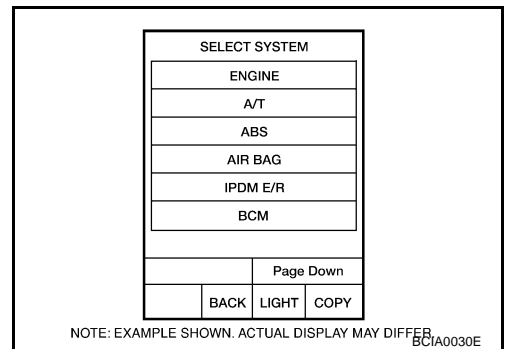 SELECT SYSTEM
ENGINE
A/T
ABS
AIR BAG
IPDM E/R
BCM
Page Down
BACK LIGHT COPY
NOTE: EXAMPLE SHOWN. ACTUAL DISPLAY MAY DIFFER.
BCIA0030E